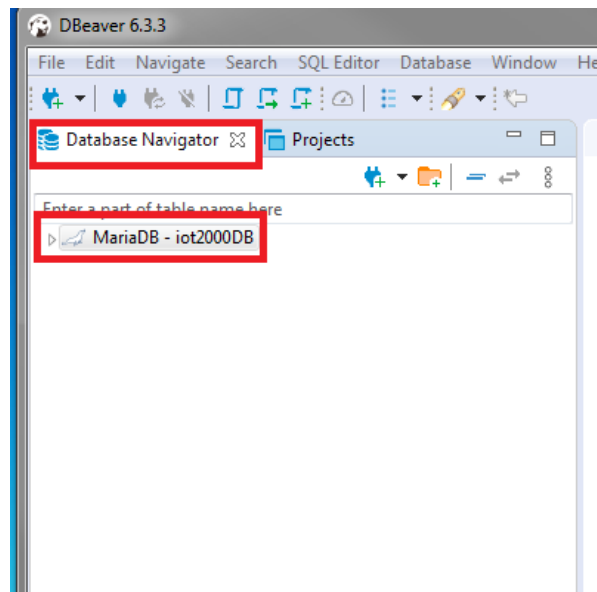 DBeaver 6.3.3
File Edit Navigate Search SQL Editor Database Window He
Database Navigator Projects
Enter a part of table name here
MariaDB - iot2000DB